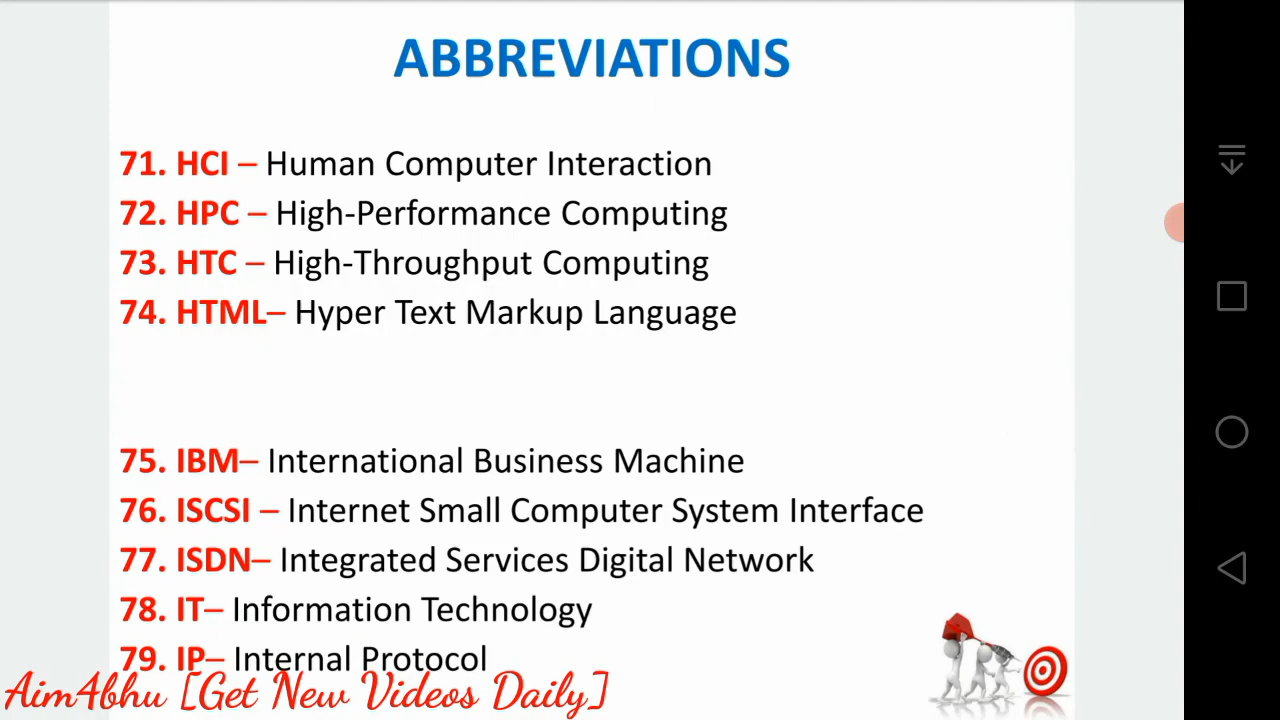 ABBREVIATIONS
71. HCI – Human Computer Interaction
72. HPC – High-Performance Computing
73. HTC – High-Throughput Computing
74. HTML– Hyper Text Markup Language
75. IBM– International Business Machine
76. ISCSI – Internet Small Computer System Interface
77. ISDN– Integrated Services Digital Network
78. IT– Information Technology
79. IP– Internal Protocol
Aim4bhu [Get New Videos Daily]